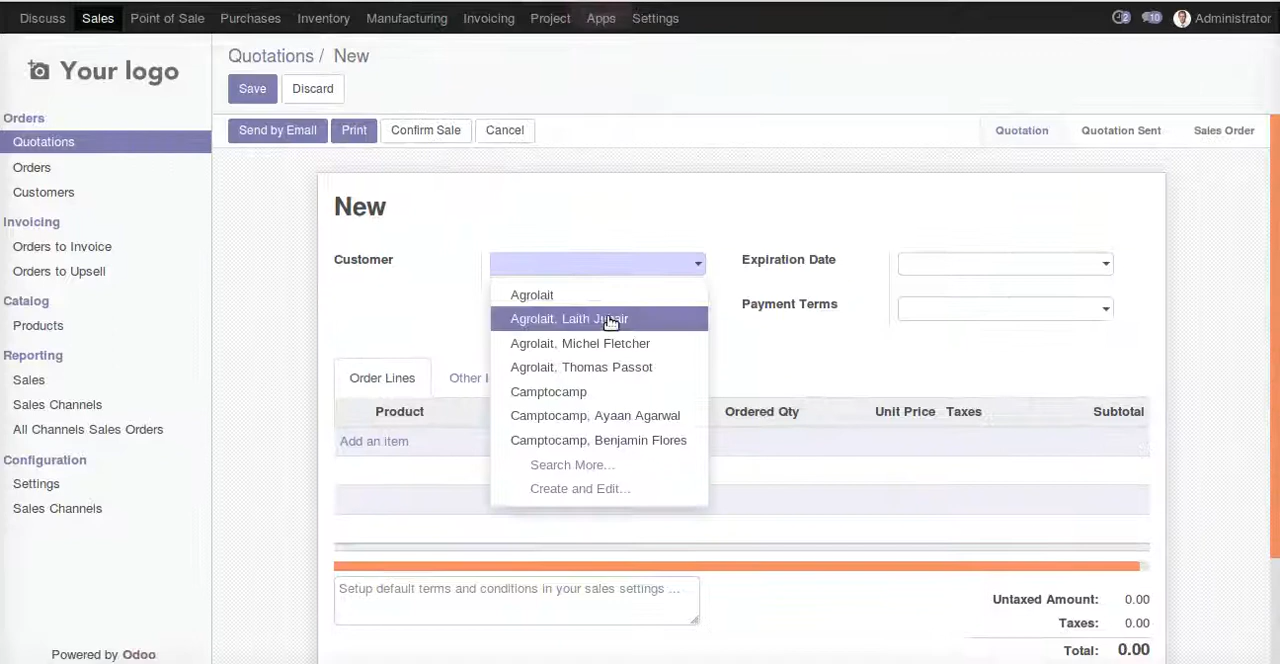 Discuss Sales Point of Sale Purchases Inventory Manufacturing Invoicing Project Apps Settings 2 10 Administrator
Your logo
Quotations / New
Save Discard
Orders
Quotations
Orders
Customers
Invoicing
Orders to Invoice
Orders to Upsell
Catalog
Products
Reporting
Sales
Sales Channels
All Channels Sales Orders
Configuration
Settings
Sales Channels
Powered by Odoo
Send by Email Print Confirm Sale Cancel Quotation Quotation Sent Sales Order
New
Customer
Expiration Date
Payment Terms
Agrolait
Agrolait, Laith
Agrolait, Michel Fletcher
Agrolait, Thomas Passot
Camptocamp
Camptocamp, Ayaan Agarwal
Camptocamp, Benjamin Flores
Search More...
Create and Edit...
Order Lines Other
Product Ordered Qty Unit Price Taxes Subtotal
Add an item
Setup default terms and conditions in your sales settings ...
Untaxed Amount: 0.00
Taxes: 0.00
Total: 0.00